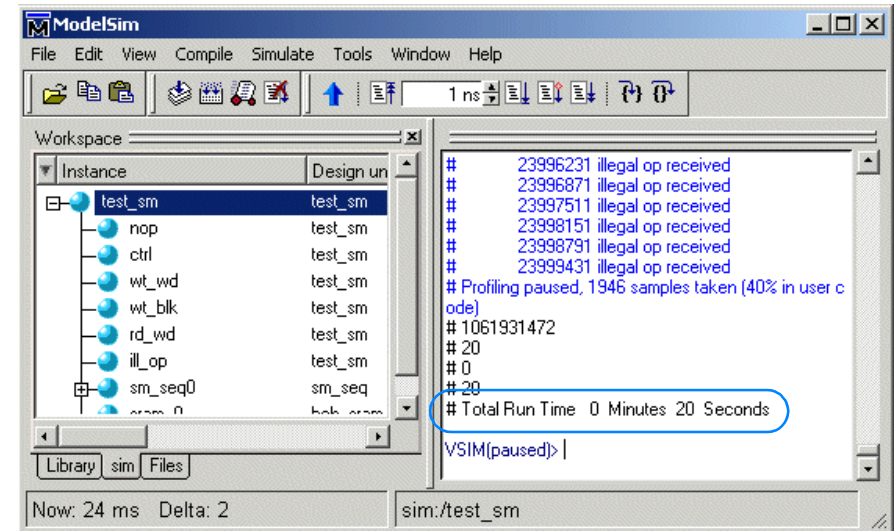 ModelSim
File Edit View Compile Simulate Tools Window Help
1 ns
Workspace
Instance Design un
test_sm test_sm
nop test_sm
ctrl test_sm
wt_wd test_sm
wt_blk test_sm
rd_wd test_sm
ill_op test_sm
sm_seq0 sm_seq
Library sim Files
# 23996231 illegal op received
# 23996871 illegal op received
# 23997511 illegal op received
# 23998151 illegal op received
# 23998791 illegal op received
# 23999431 illegal op received
# Profiling paused, 1946 samples taken (40% in user c
ode)
# 1061931472
# 20
# 0
# 20
# Total Run Time 0 Minutes 20 Seconds
VSIM(paused)>
Now: 24 ms Delta: 2 sim:/test_sm